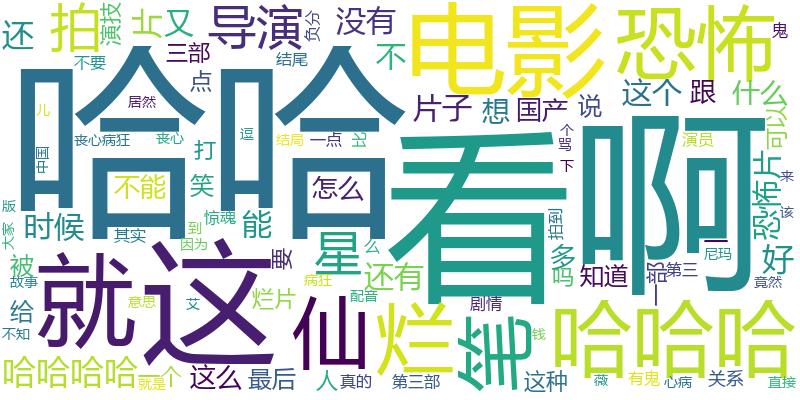 还
拍
演技
片
又
导演
负分
没有
电影
恐怖
鬼
不要
三部
结尾
不
点
居然
片子
想
国产
说
这个
跟
什么
儿
哈哈
看
啊
可以
丧心病狂
丧心
逗
结局
一点
比
个
骂
下
演员
中国
打
笑
不能
怎么
恐怖片
来
该
版
大家
时候
其实
惊魂
到
因为
能
要
星
么
拍到
多
吗
知道
一部
一
尼玛
第三
好
竟然
就
这
被
故事
给
不知
意思
艾
烂片
病狂
还有
配音
仙
烂
剧情
笔
钱
哈哈哈
哈哈哈哈
就是
一个
这么
最后
人
真的
第三部
这种
薇
有鬼
心病
关系
直接